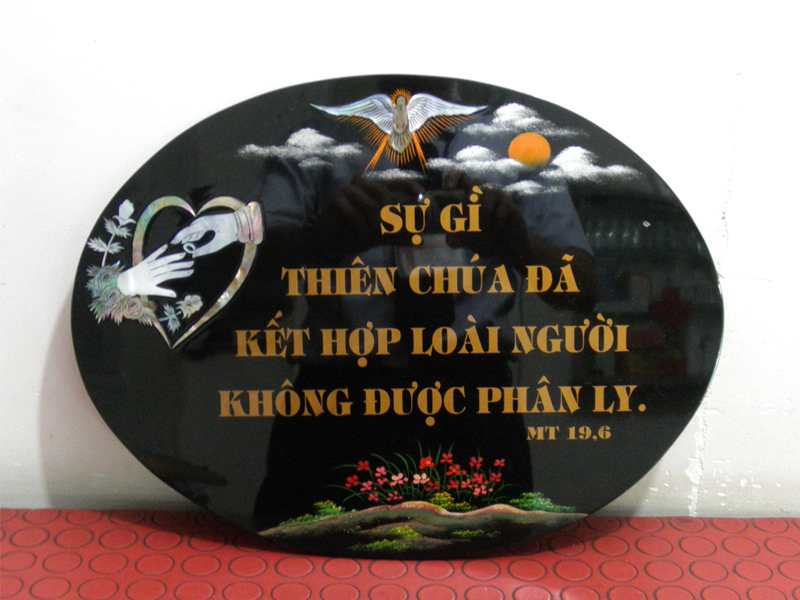 SỰ GÌ
THIÊN CHÚA ĐÃ
KẾT HỢP LOÀI NGƯỜI
KHÔNG ĐƯỢC PHÂN LY.
MT 19,6